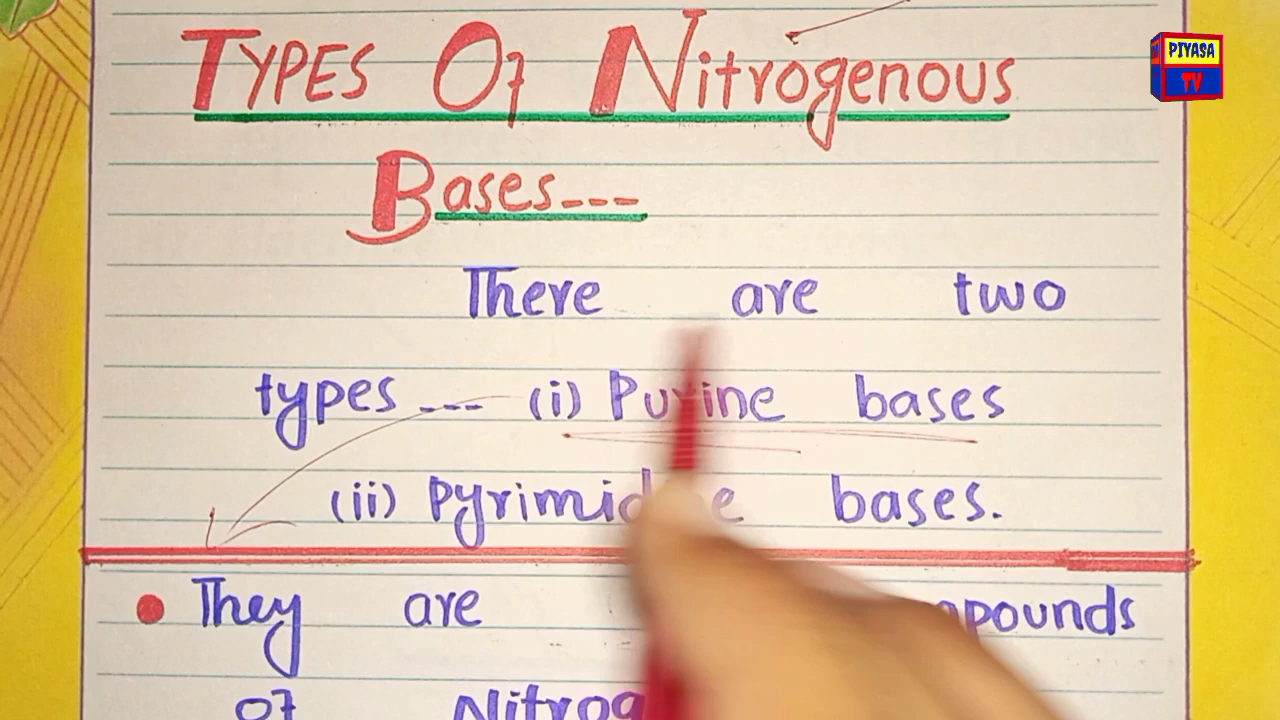 TYPES Of Nitrogenous
PIYASA
TV
Bases---
There are two
types --- (i) Purine bases
(ii) Pyrimidine bases.
They are
of